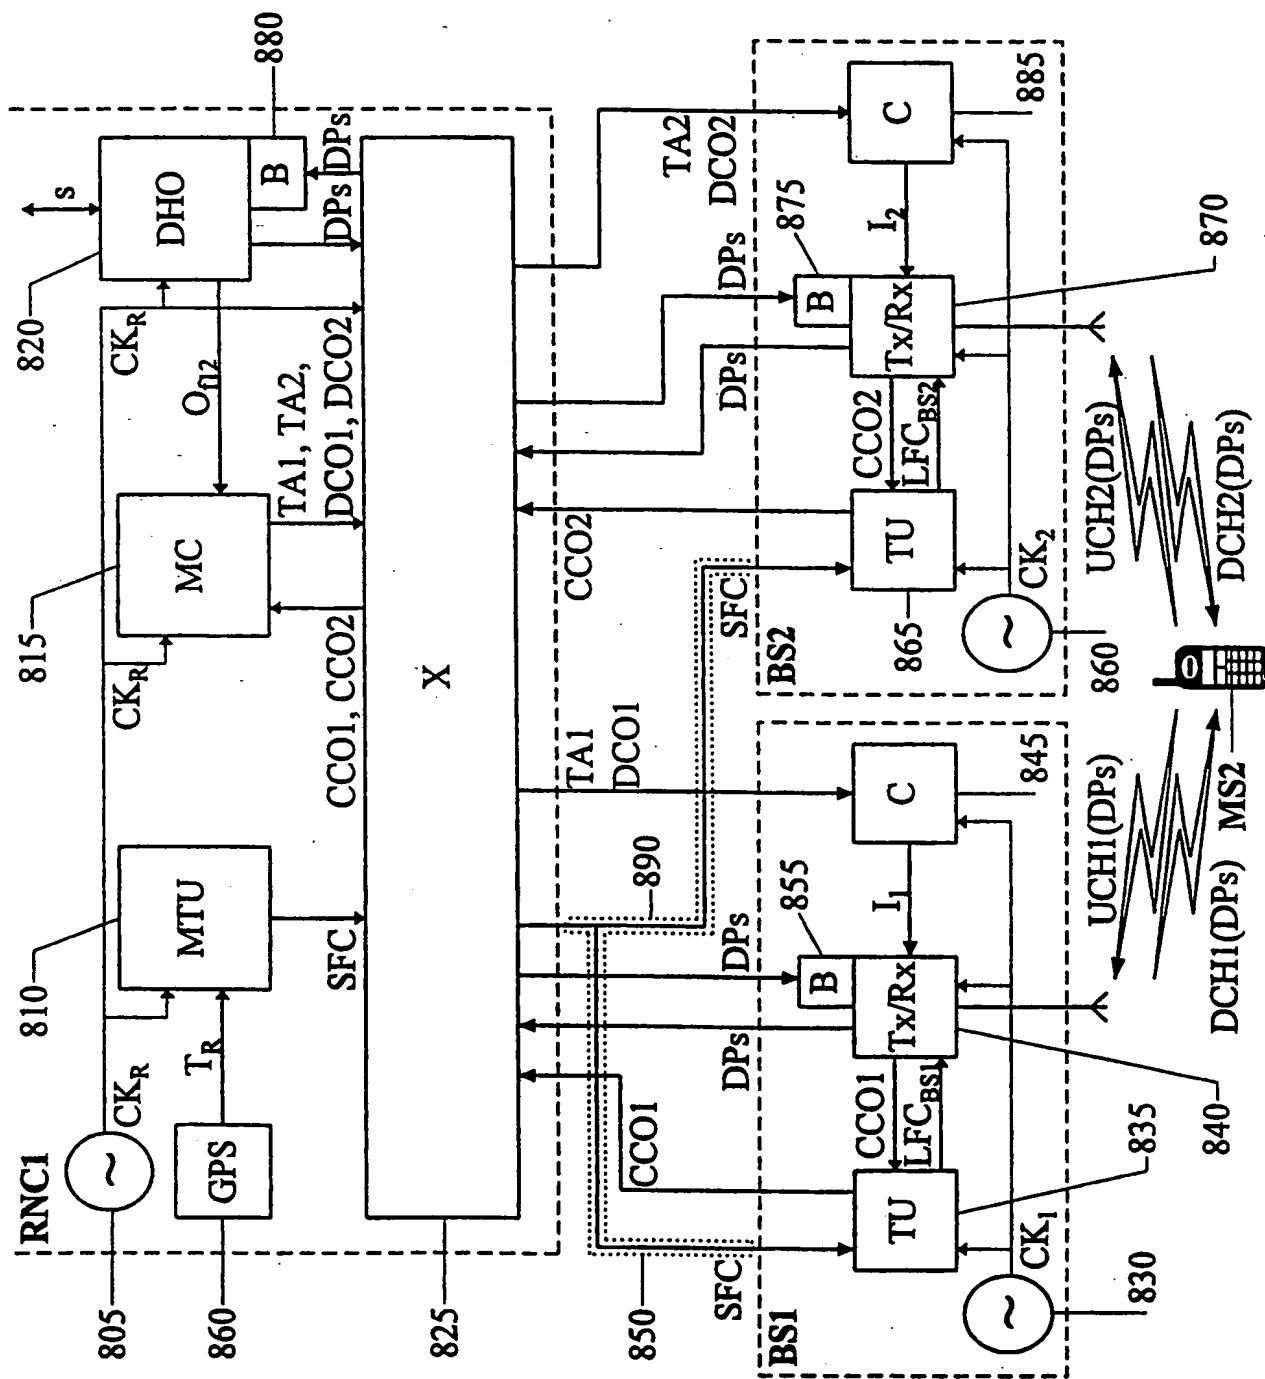 RNC1
805
860
825
810
815
820
880
CK_R
GPS
T_R
MTU
SFC
CK_R
MC
CCO1, CCO2
TA1, TA2,
DCO1, DCO2
O_fl2
CK_R
DHO
s
B
DPs
DPs
X
850
SFC
CCO1
DPs
DPs
890
TA1
DCO1
CCO2
SFC
DPs
DPs
TA2
DCO2
BS1
TU
CCO1
LFC_BS1
Tx/Rx
B
855
I_1
C
845
CK_1
830
835
840
BS2
TU
865
CCO2
LFC_BS2
Tx/Rx
B
875
I_2
C
885
CK_2
860
870
UCH1(DPs)
DCH1(DPs)
MS2
UCH2(DPs)
DCH2(DPs)